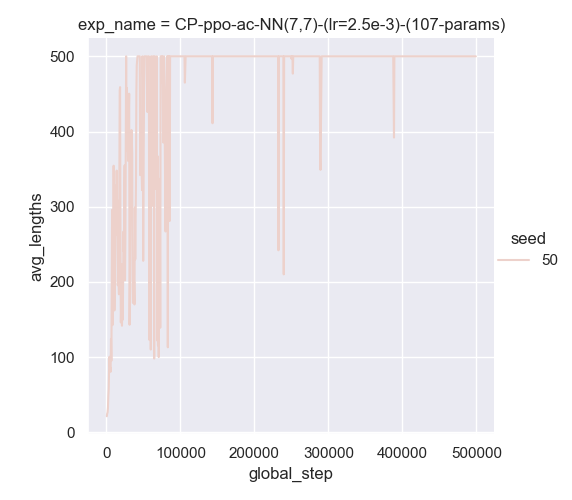 exp_name = CP-ppo-ac-NN(7,7)-(lr=2.5e-3)-(107-params)
500
400
300
200
100
0
avg_lengths
seed
50
0 100000 200000 300000 400000 500000
global_step